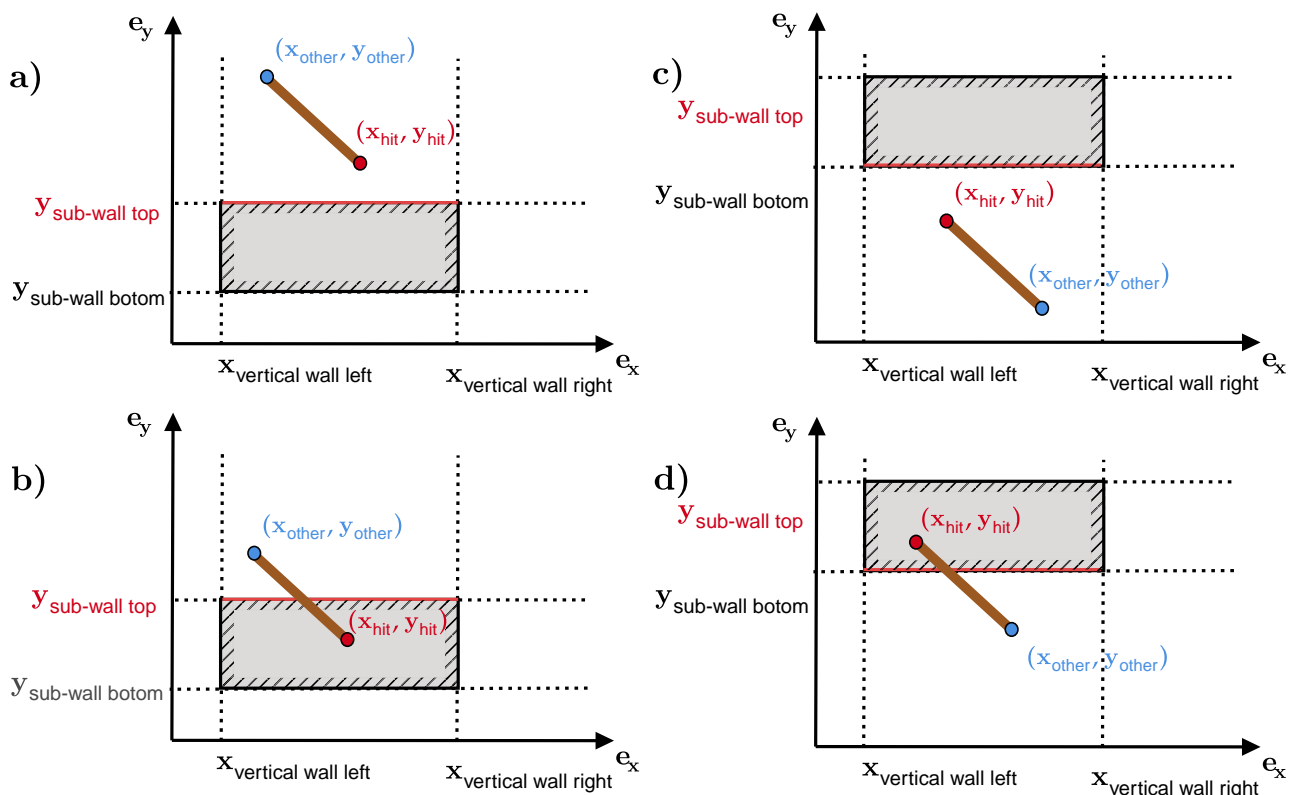 a)
e_y
(x_other, y_other)
(x_hit, y_hit)
y_sub-wall top
y_sub-wall botom
x_vertical wall left
x_vertical wall right
e_x
c)
e_y
y_sub-wall top
y_sub-wall botom
(x_hit, y_hit)
(x_other, y_other)
x_vertical wall left
x_vertical wall right
e_x
b)
e_y
(x_other, y_other)
y_sub-wall top
(x_hit, y_hit)
y_sub-wall botom
x_vertical wall left
x_vertical wall right
e_x
d)
e_y
y_sub-wall top
(x_hit, y_hit)
y_sub-wall botom
(x_other, y_other)
x_vertical wall left
x_vertical wall right
e_x